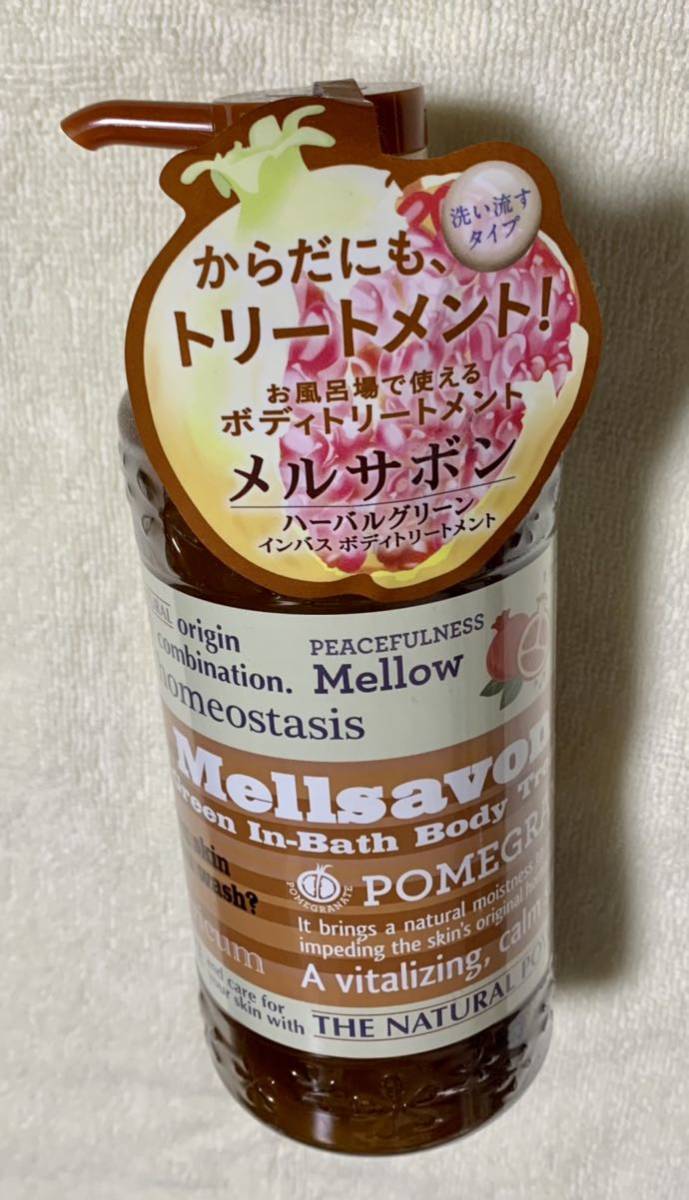 洗い流す
タイプ
からだにも、
トリートメント!
お風呂場で使える
ボディトリートメント
メルサボン
ハーバルグリーン
インバス ボディトリートメント
origin
combination.
homeostasis
PEACEFULNESS
Mellow
Mellsavon
Green In-Bath Body
skin
wash?
POMEGRANATE
It brings a natural moistness
impeding the skin's original
A vitalizing, calm
and care for
your skin with
THE NATURAL